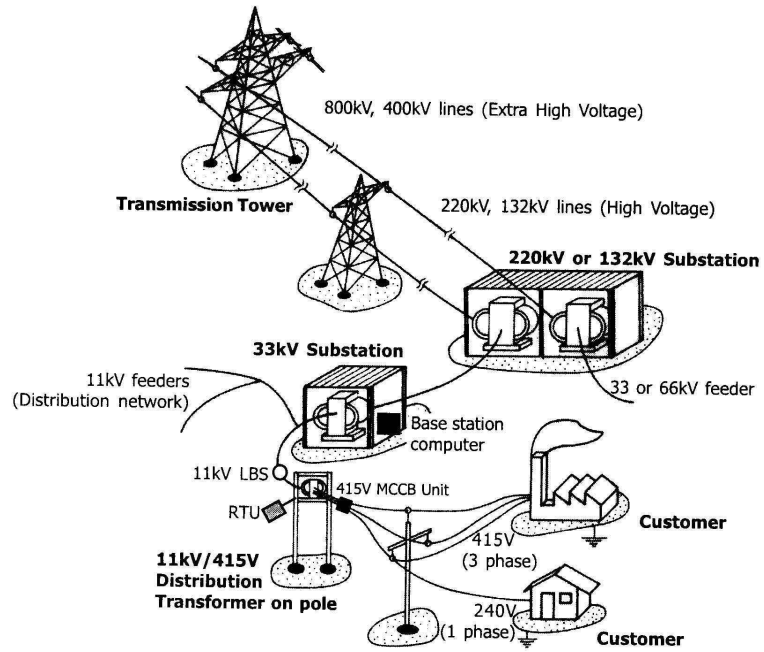 800kV, 400kV lines (Extra High Voltage)
Transmission Tower
220kV, 132kV lines (High Voltage)
220kV or 132kV Substation
33kV Substation
11kV feeders
(Distribution network)
33 or 66kV feeder
Base station
computer
11kV LBS
415V MCCB Unit
RTU
Customer
415V
(3 phase)
11kV/415V
Distribution
Transformer on pole
240V
(1 phase)
Customer